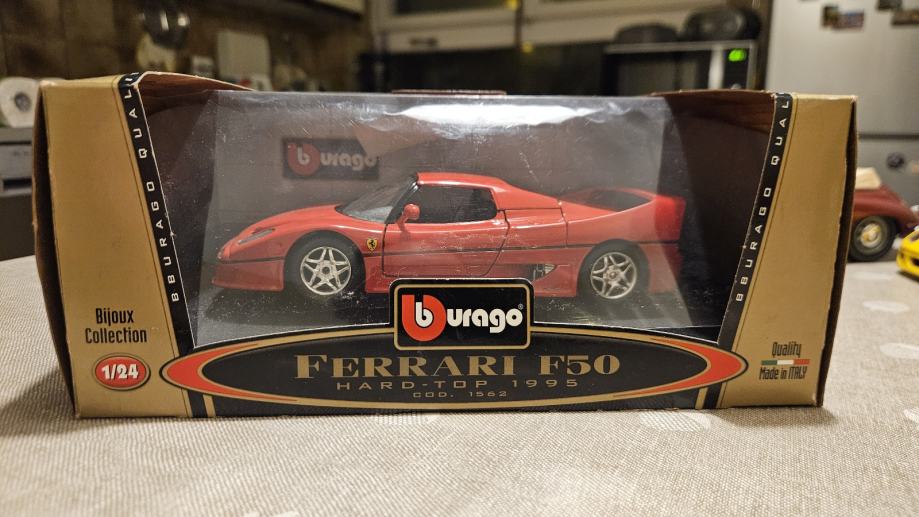 BBURAGO QUALI
BBURAGO QUAL
burago
Bijoux
Collection
1/24
burago®
FERRARI F50
HARD-TOP 1995
COD. 1562
Quality
Made in ITALY